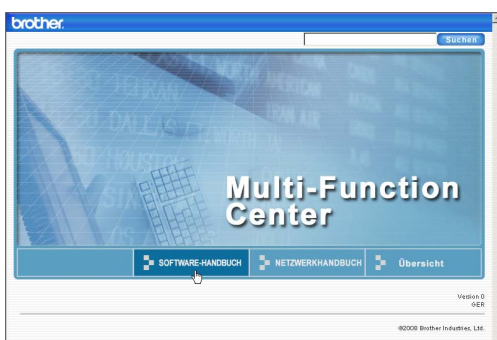 brother.
Suchen
Multi-Function
Center
SOFTWARE-HANDBUCH NETZWERKHANDBUCH Übersicht
Version 0
GER
©2008 Brother Industries, Ltd.